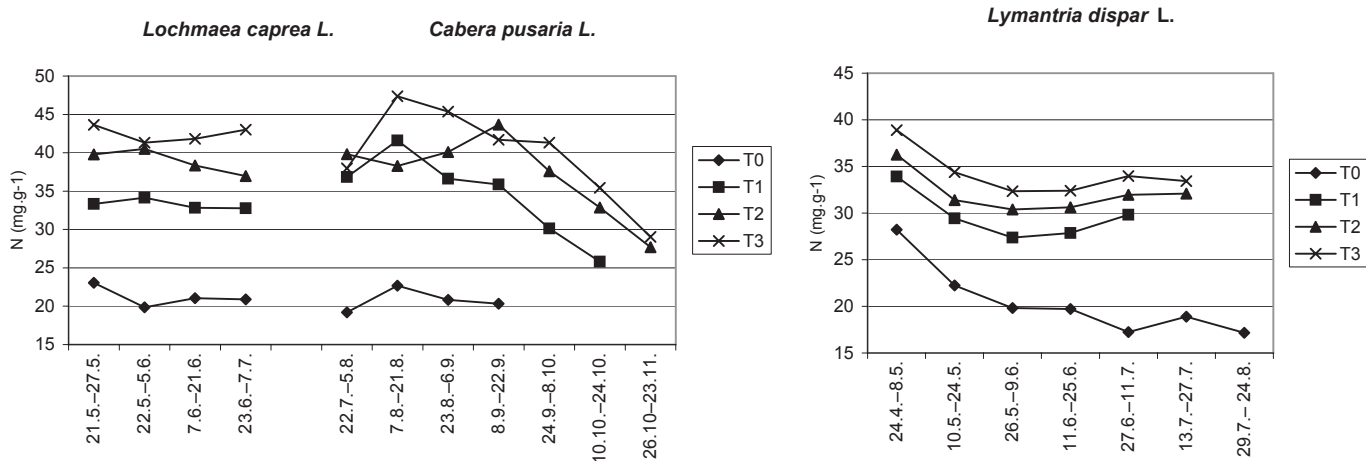 Lochmaea caprea L.
Cabera pusaria L.
N (mg.g-1)
50
45
40
35
30
25
20
15
21.5.–27.5.
22.5.–5.6.
7.6.–21.6.
23.6.–7.7.
22.7.–5.8.
7.8.–21.8.
23.8.–6.9.
8.9.–22.9.
24.9.–8.10.
10.10.–24.10.
26.10–23.11.
T0
T1
T2
T3
Lymantria dispar L.
N (mg.g-1)
45
40
35
30
25
20
15
24.4.–8.5.
10.5.–24.5.
26.5.–9.6.
11.6.–25.6.
27.6.–11.7.
13.7.–27.7.
29.7.– 24.8.
T0
T1
T2
T3